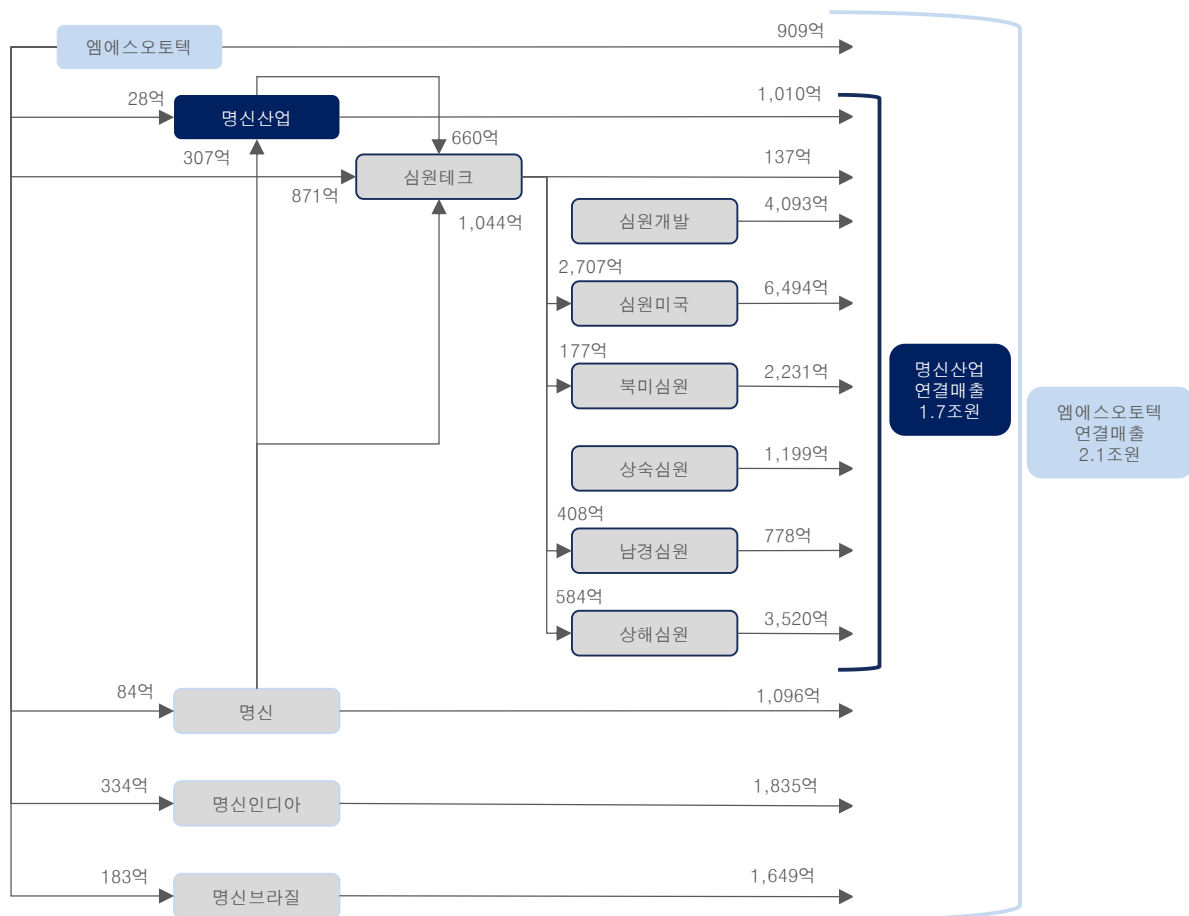 909억
엠에스오토텍
28억
1,010억
명신산업
660억
307억
137억
심원테크
871억
4,093억
1,044억
심원개발
2,707억
6,494억
심원미국
177억
2,231억
북미심원
명신산업
연결매출
1.7조원
엠에스오토텍
연결매출
2.1조원
1,199억
상숙심원
408억
778억
남경심원
584억
3,520억
상해심원
84억
1,096억
명신
334억
1,835억
명신인디아
183억
1,649억
명신브라질